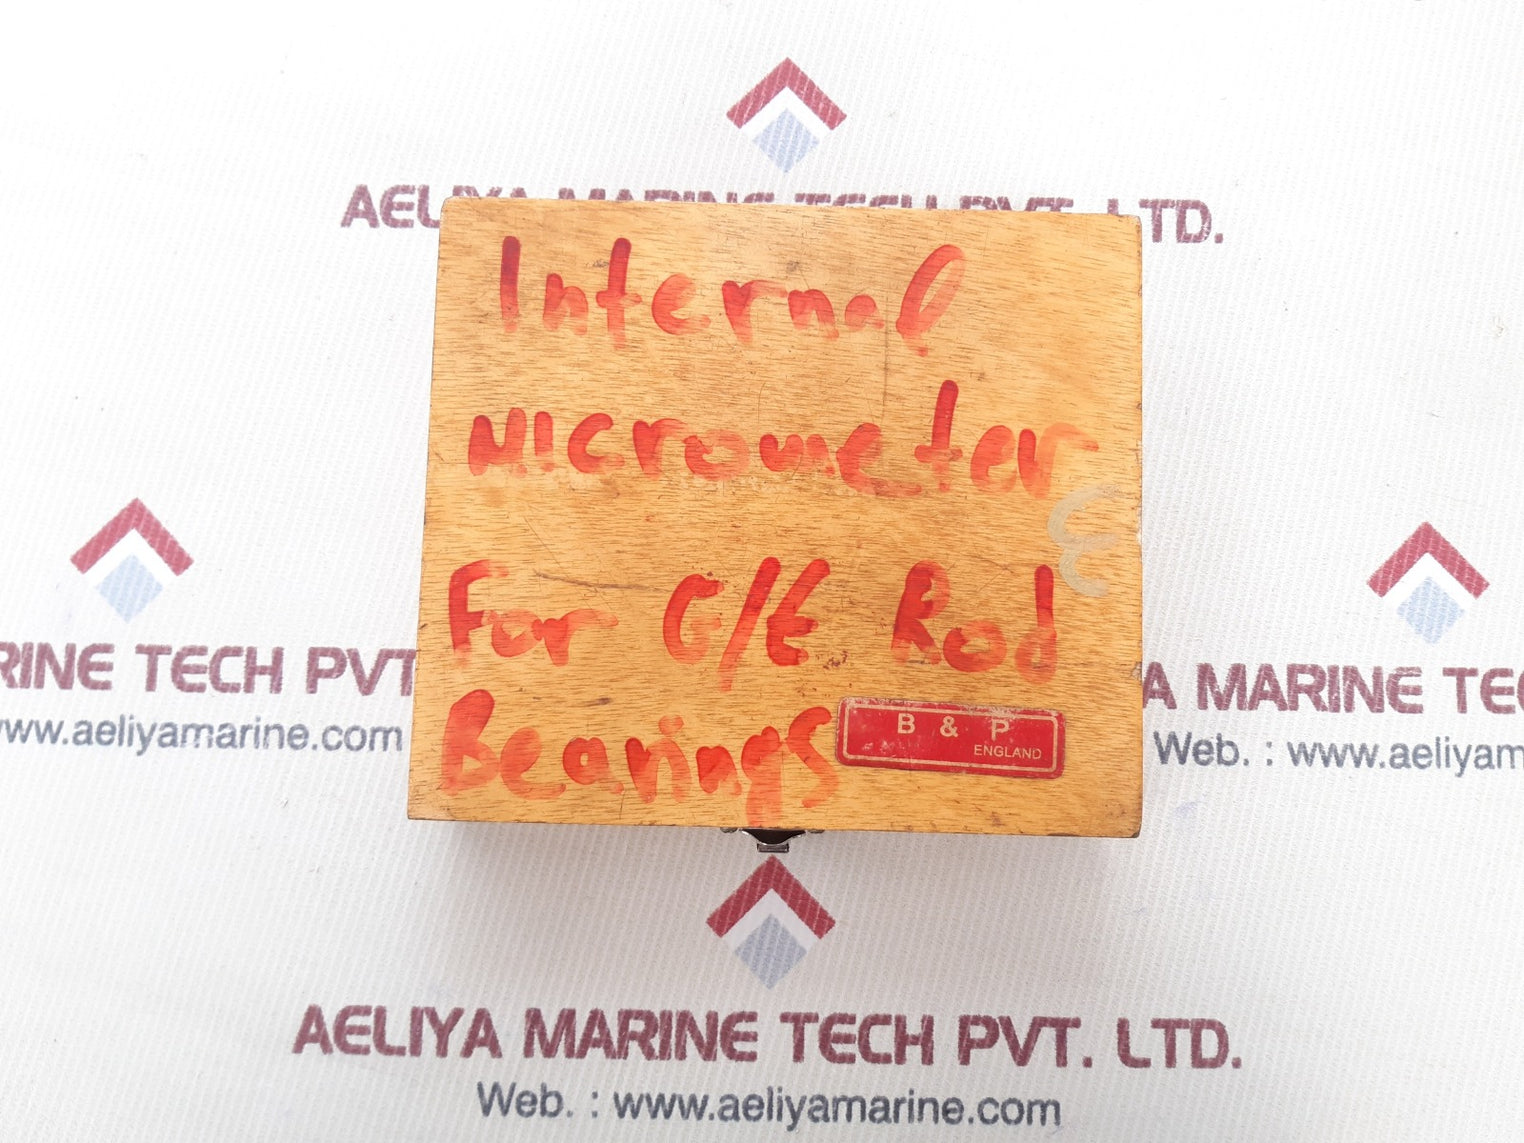 AELIYA MARINE TECH PVT. LTD.
Internal
Micrometer
For G/E Rod
Bearings
B & P
ENGLAND
RINE TECH PVT
www.aeliyamarine.com
A MARINE TEC
Web. : www.aeliyam
AELIYA MARINE TECH PVT. LTD.
Web. : www.aeliyamarine.com